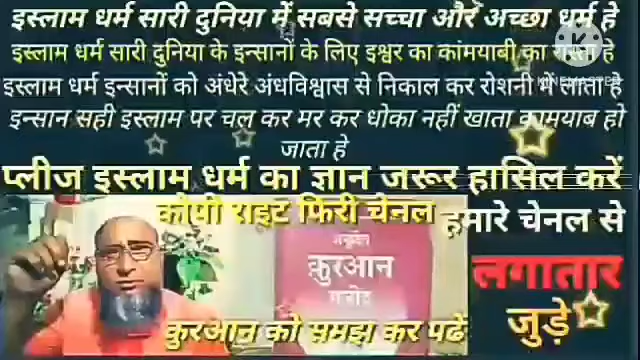 इस्लाम धर्म सारी दुनिया में सबसे सच्चा और अच्छा धर्म हे
इस्लाम धर्म सारी दुनिया के इन्सानों के लिए इश्वर का कांमयाबी का रास्ता हे
KINEMASTER
इस्लाम धर्म इन्सानों को अंधेरे अंधविश्वास से निकाल कर रोशनी में लाता हे
इन्सान सही इस्लाम पर चल कर मर कर धोका नहीं खाता कामयाब हो
जाता हे
प्लीज इस्लाम धर्म का ज्ञान जरूर हासिल करें
कोपी राइट फिरी चेनल
हमारे चेनल से
क़ुरआन
लगातार
जुड़े
कुरआन को समझ कर पढें